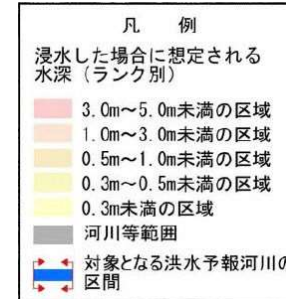 凡 例
浸水した場合に想定される
水深(ランク別)
3.0m～5.0m未満の区域
1.0m～3.0m未満の区域
0.5m～1.0m未満の区域
0.3m～0.5m未満の区域
0.3m未満の区域
河川等範囲
対象となる洪水予報河川の
区間